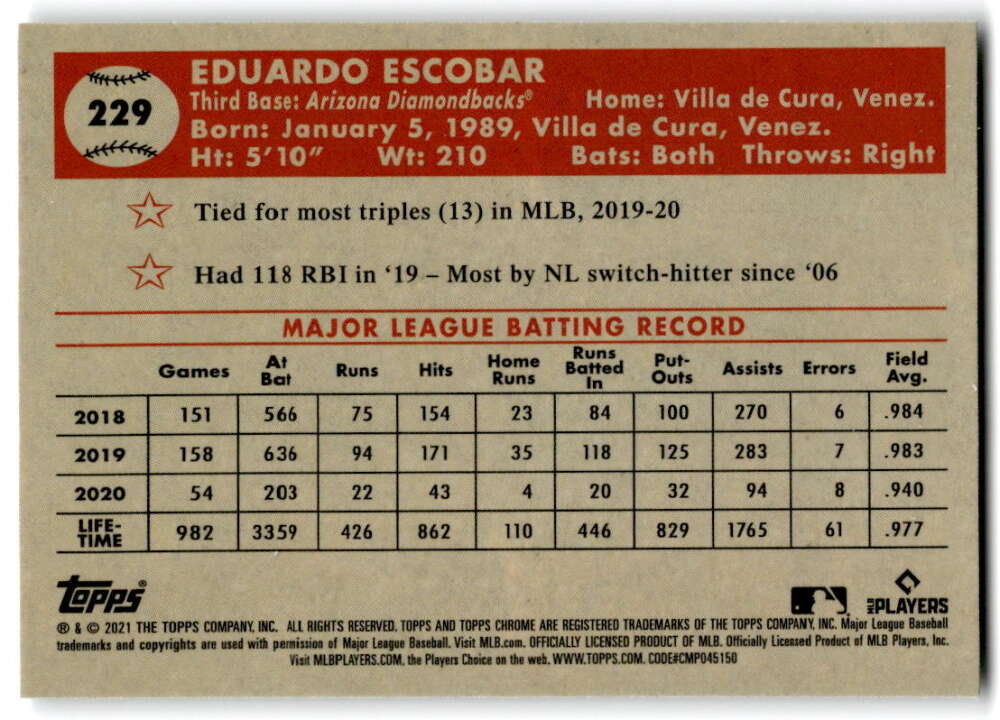 229
EDUARDO ESCOBAR
Third Base: Arizona Diamondbacks® Home: Villa de Cura, Venez.
Born: January 5, 1989, Villa de Cura, Venez.
Ht: 5'10" Wt: 210 Bats: Both Throws: Right
Tied for most triples (13) in MLB, 2019-20
Had 118 RBI in ‘19 – Most by NL switch-hitter since ‘06
MAJOR LEAGUE BATTING RECORD
Games At Bat Runs Hits Home Runs Runs Batted In Put-Outs Assists Errors Field Avg.
2018 151 566 75 154 23 84 100 270 6 .984
2019 158 636 94 171 35 118 125 283 7 .983
2020 54 203 22 43 4 20 32 94 8 .940
LIFE-TIME 982 3359 426 862 110 446 829 1765 61 .977
topps® MLB PLAYERS
® & © 2021 THE TOPPS COMPANY, INC. ALL RIGHTS RESERVED. TOPPS AND TOPPS CHROME ARE REGISTERED TRADEMARKS OF THE TOPPS COMPANY, INC. Major League Baseball
trademarks and copyrights are used with permission of Major League Baseball. Visit MLB.com. OFFICIALLY LICENSED PRODUCT OF MLB. Officially Licensed Product of MLB Players, Inc.
Visit MLBPLAYERS.COM, the Players Choice on the web. WWW.TOPPS.COM. CODE#CMP045150